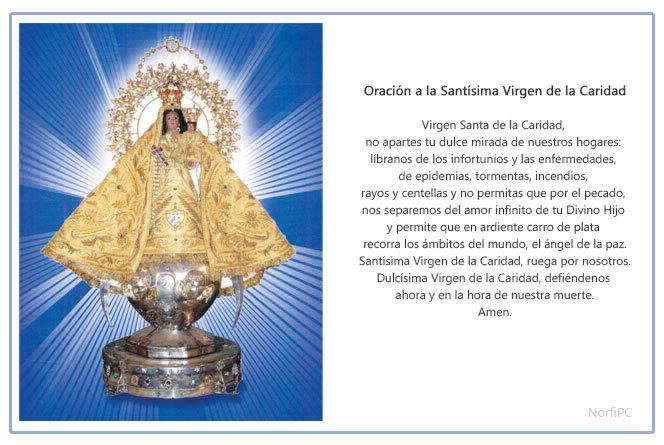 Oración a la Santísima Virgen de la Caridad
Virgen Santa de la Caridad,
no apartes tu dulce mirada de nuestros hogares:
líbranos de los infortunios y las enfermedades,
de epidemias, tormentas, incendios,
rayos y centellas y no permitas que por el pecado,
nos separemos del amor infinito de tu Divino Hijo
y permite que en ardiente carro de plata
recorra los ámbitos del mundo, el ángel de la paz.
Santísima Virgen de la Caridad, ruega por nosotros.
Dulcísima Virgen de la Caridad, defiéndenos
ahora y en la hora de nuestra muerte.
Amen.
NorfiPC